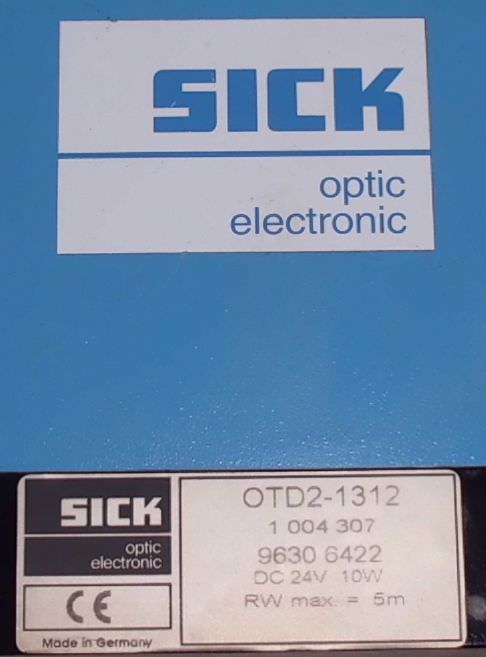 SICK
optic
electronic
SICK
optic
electronic
CE
Made in Germany
OTD2-1312
1 004 307
9630 6422
DC 24V 10W
RW max. = 5m